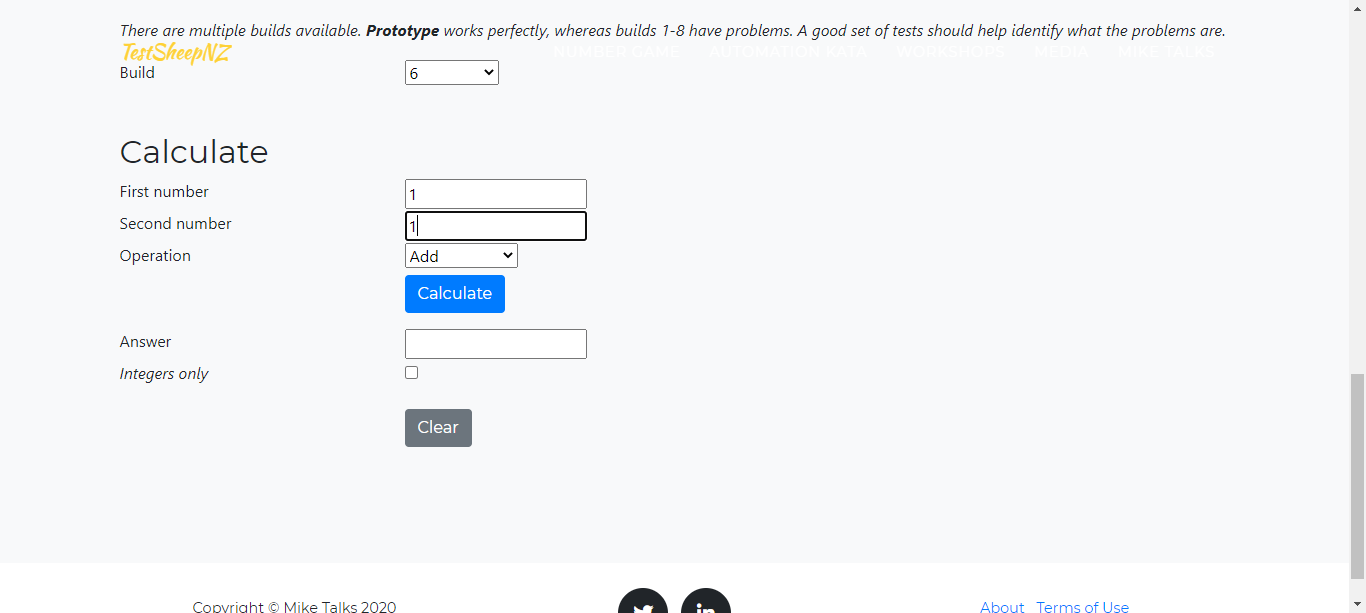 There are multiple builds available. Prototype works perfectly, whereas builds 1-8 have problems. A good set of tests should help identify what the problems are.
TestSheepNZ NUMBER GAME AUTOMATION DATA WORKSHOPS MEDIA MIKE TALKS
Build 6
Calculate
First number 1
Second number 1
Operation Add
Calculate
Answer
Integers only
Clear
Copyright © Mike Talks 2020 in About Terms of Use